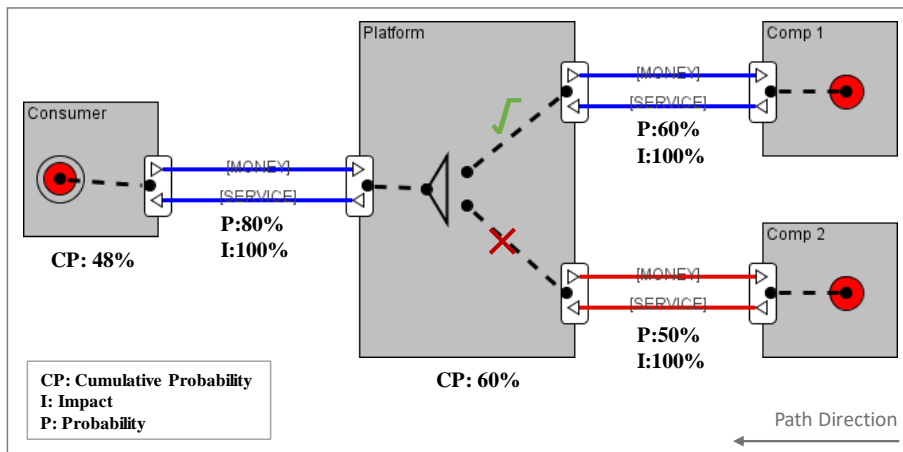 Platform
Comp 1
[MONEY]
[SERVICE]
P:60%
I:100%
Consumer
[MONEY]
[SERVICE]
P:80%
I:100%
CP: 48%
Comp 2
[MONEY]
[SERVICE]
P:50%
I:100%
CP: 60%
CP: Cumulative Probability
I: Impact
P: Probability
Path Direction